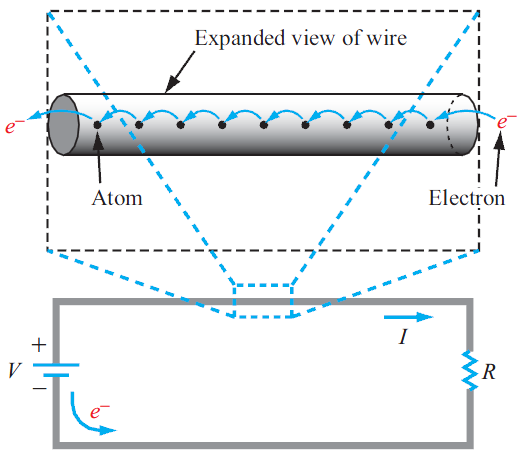 Expanded view of wire
e⁻
e⁻
Atom
Electron
I
+
V
−
R
e⁻